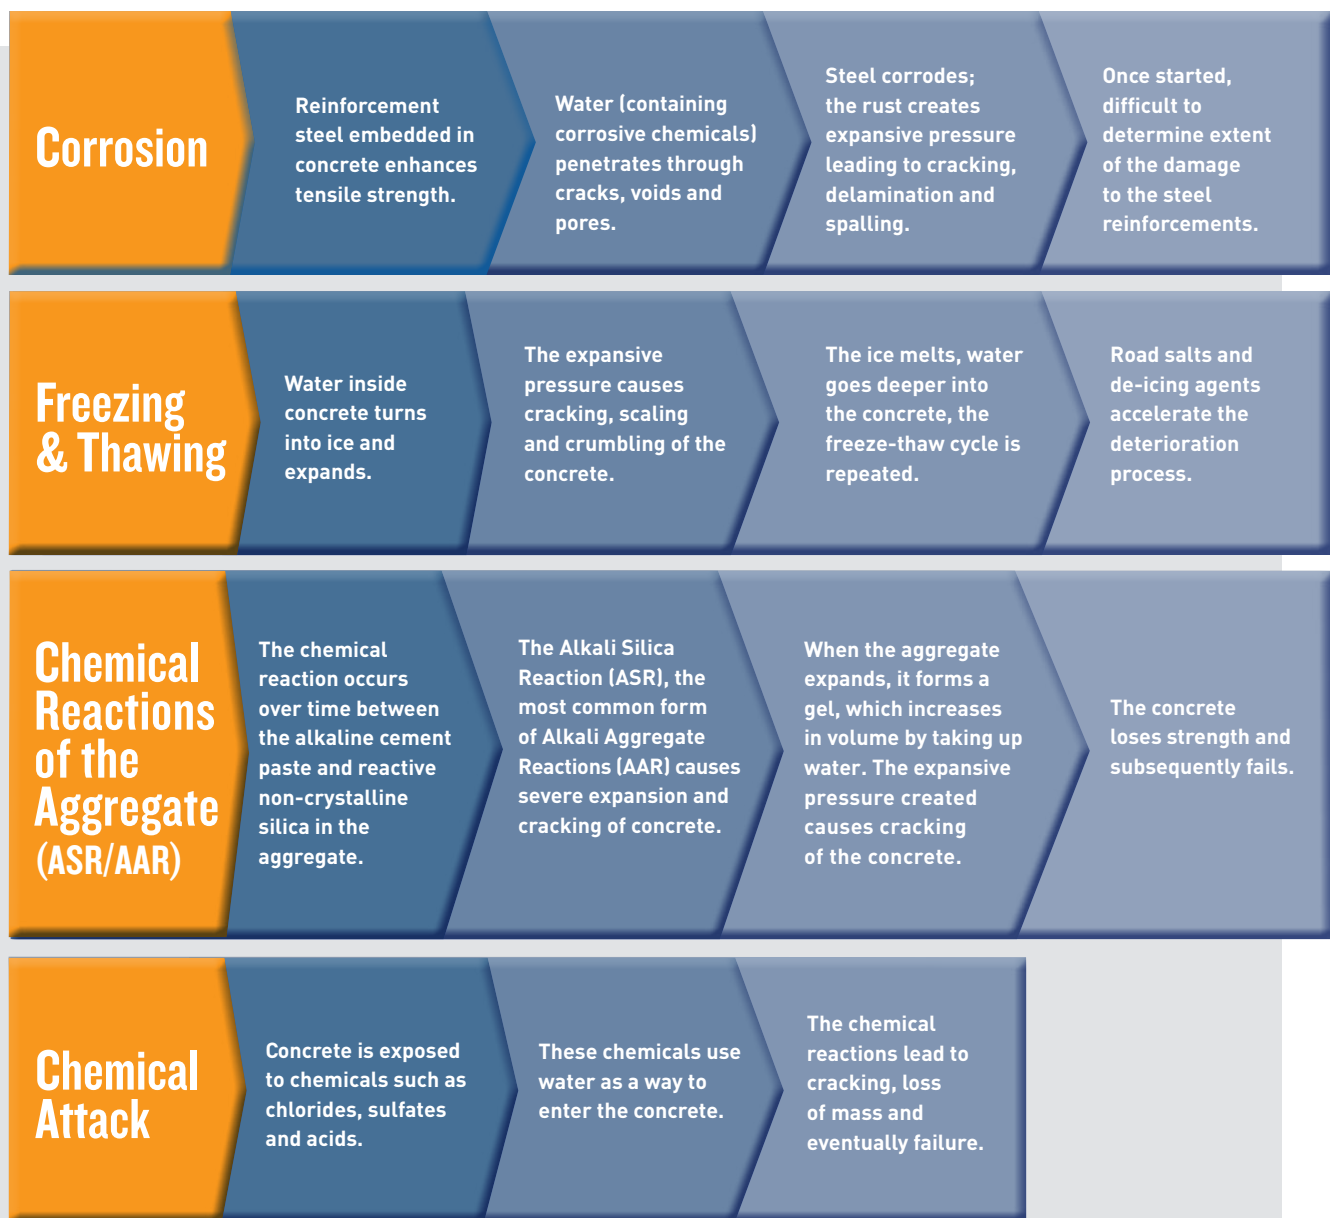 Corrosion
Reinforcement
steel embedded in
concrete enhances
tensile strength.
Water (containing
corrosive chemicals)
penetrates through
cracks, voids and
pores.
Steel corrodes;
the rust creates
expansive pressure
leading to cracking,
delamination and
spalling.
Once started,
difficult to
determine extent
of the damage
to the steel
reinforcements.
Freezing
& Thawing
Water inside
concrete turns
into ice and
expands.
The expansive
pressure causes
cracking, scaling
and crumbling of the
concrete.
The ice melts, water
goes deeper into
the concrete, the
freeze-thaw cycle is
repeated.
Road salts and
de-icing agents
accelerate the
deterioration
process.
Chemical
Reactions
of the
Aggregate
(ASR/AAR)
The chemical
reaction occurs
over time between
the alkaline cement
paste and reactive
non-crystalline
silica in the
aggregate.
The Alkali Silica
Reaction (ASR), the
most common form
of Alkali Aggregate
Reactions (AAR) causes
severe expansion and
cracking of concrete.
When the aggregate
expands, it forms a
gel, which increases
in volume by taking up
water. The expansive
pressure created
causes cracking
of the concrete.
The concrete
loses strength and
subsequently fails.
Chemical
Attack
Concrete is exposed
to chemicals such as
chlorides, sulfates
and acids.
These chemicals use
water as a way to
enter the concrete.
The chemical
reactions lead to
cracking, loss
of mass and
eventually failure.